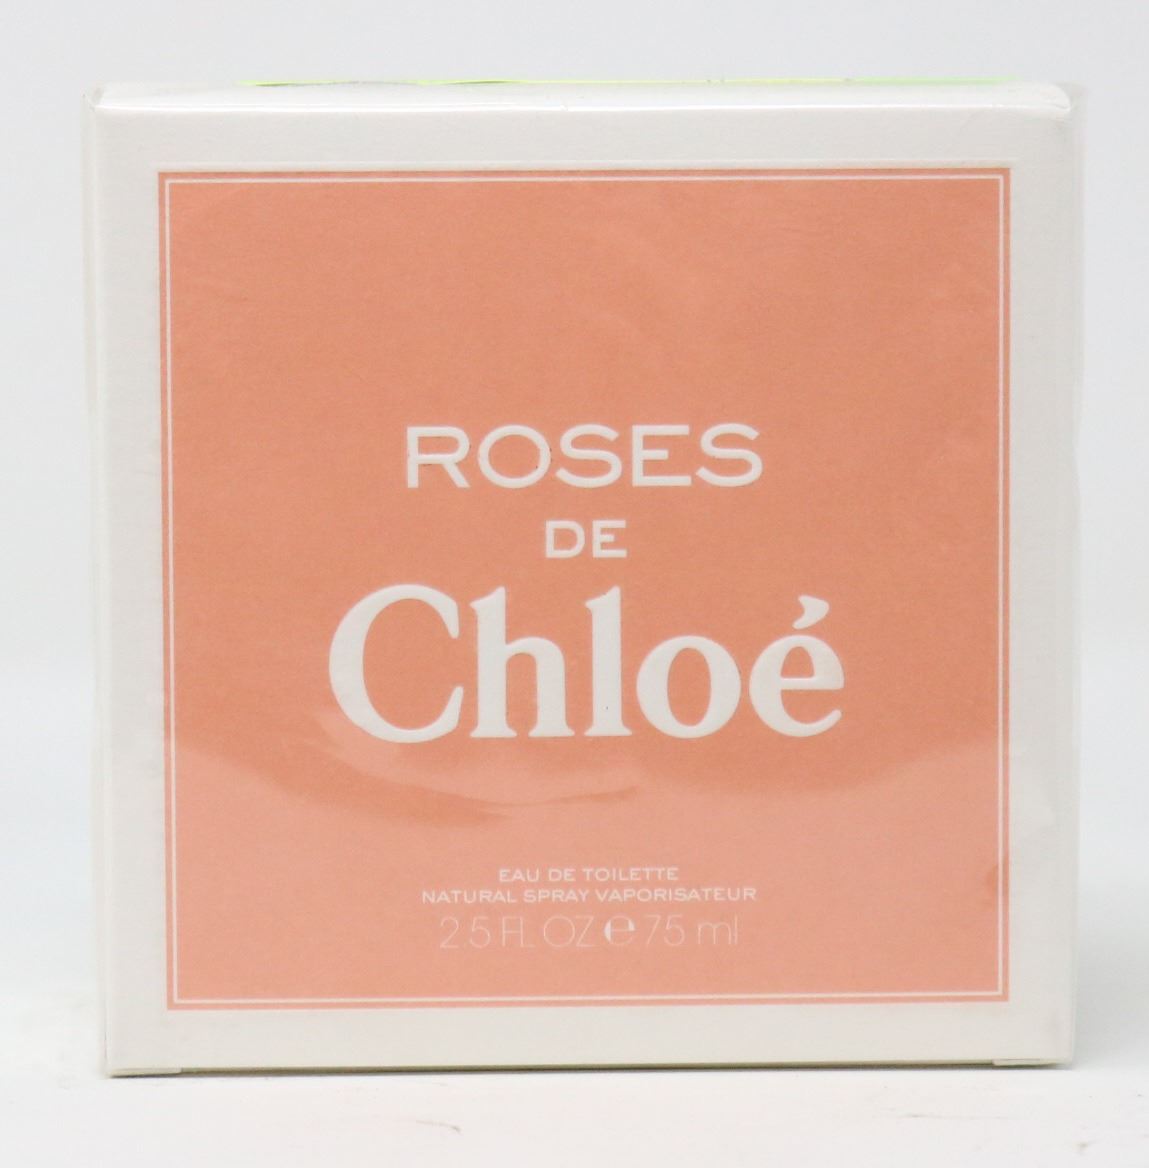 ROSES
DE
Chloé
EAU DE TOILETTE
NATURAL SPRAY VAPORISATEUR
2.5 FL. OZ e 75 ml